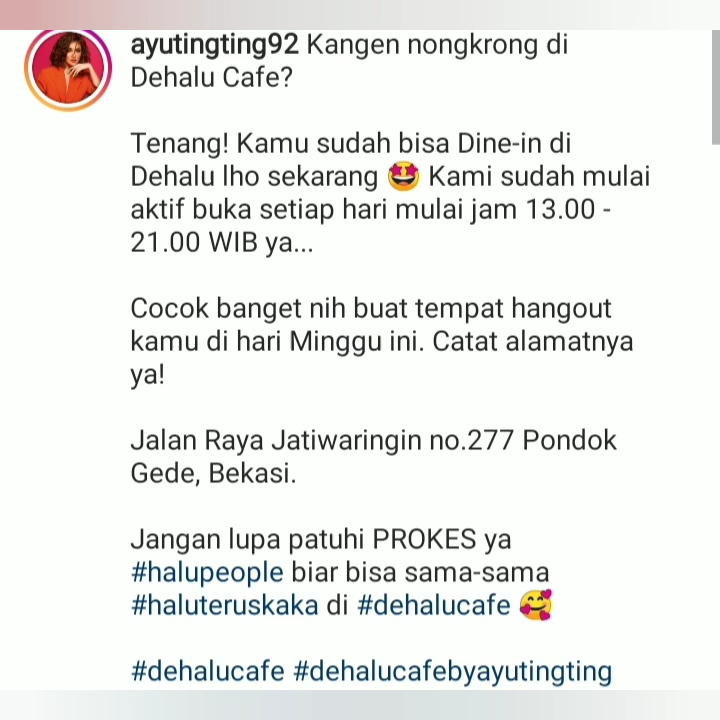 ayutingting92 Kangen nongkrong di
Dehalu Cafe?
Tenang! Kamu sudah bisa Dine-in di
Dehalu lho sekarang 🤩 Kami sudah mulai
aktif buka setiap hari mulai jam 13.00 -
21.00 WIB ya...
Cocok banget nih buat tempat hangout
kamu di hari Minggu ini. Catat alamatnya
ya!
Jalan Raya Jatiwaringin no.277 Pondok
Gede, Bekasi.
Jangan lupa patuhi PROKES ya
#halupeople biar bisa sama-sama
#haluteruskaka di #dehalucafe 🥰
#dehalucafe #dehalucafebyayutingting